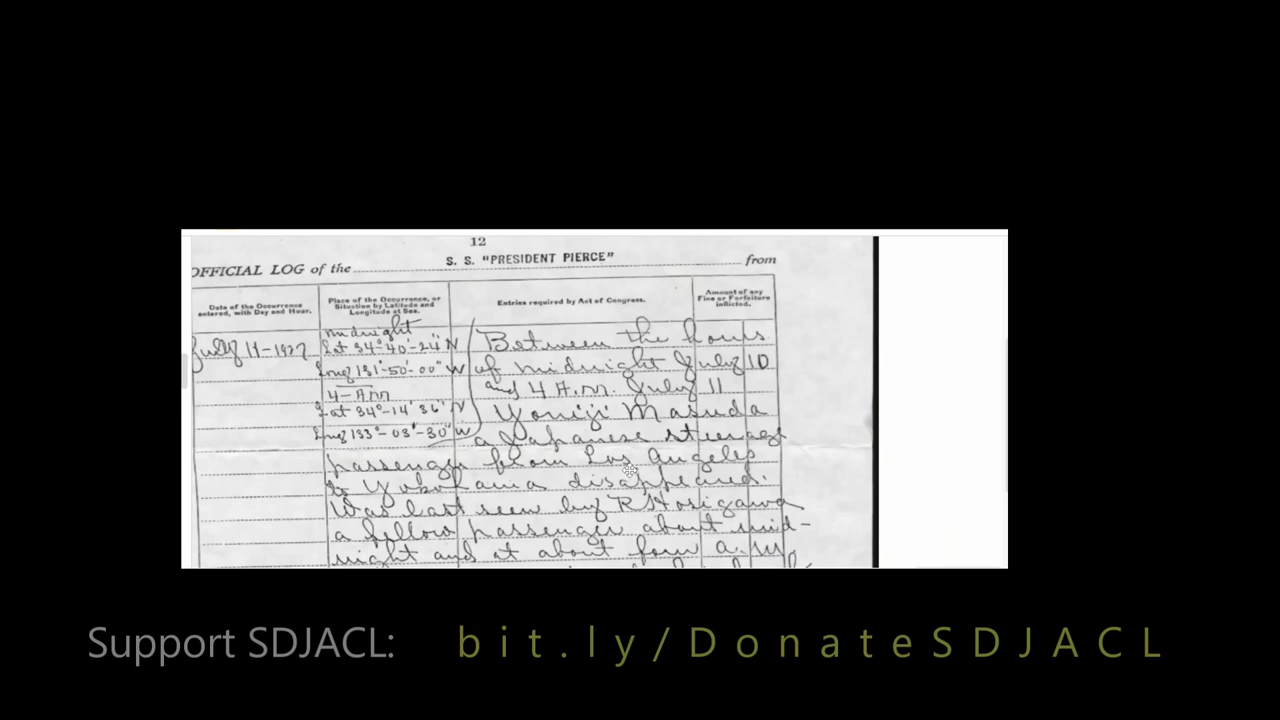 12
OFFICIAL LOG of the S. S. "PRESIDENT PIERCE" from
Date of the Occurrence entered, with Day and Hour.
Place of the Occurrence, or Situation by Latitude and Longitude at Sea.
Entries required by Act of Congress.
Amount of any Fine or Forfeiture inflicted.
July 11-1927
midnight
Lat 34°-40'-24" N
Long 131°-50'-00" W
4-Am
Lat 34°-14' 36" N
Long 133°-03'-30" W
Between the hours
of midnight July 10
and 4 A.m. July 11
Yoneji Masuda
a Japanese steerage
passenger from Los Angeles
to Yokohama disappeared.
Was last seen by R Hosigawa
a fellow passenger about mid-
night and at about four a.m
Support SDJACL: bit.ly/DonateSDJACL